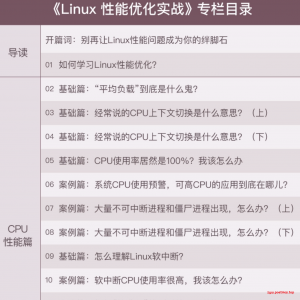 《Linux 性能优化实战》专栏目录
导读
开篇词：别再让Linux性能问题成为你的绊脚石
01 如何学习Linux性能优化？
CPU
性能篇
02 基础篇：“平均负载”到底是什么鬼？
03 基础篇：经常说的CPU上下文切换是什么意思？（上）
04 基础篇：经常说的CPU上下文切换是什么意思？（下）
05 基础篇：CPU使用率居然是100%？我该怎么办
06 案例篇：系统CPU使用预警，可高CPU的应用到底在哪儿？
07 案例篇：大量不可中断进程和僵尸进程出现，怎么办？（上）
08 案例篇：大量不可中断进程和僵尸进程出现，怎么办？（下）
09 基础篇：怎么理解Linux软中断？
10 案例篇：软中断CPU使用率很高，我该怎么办？